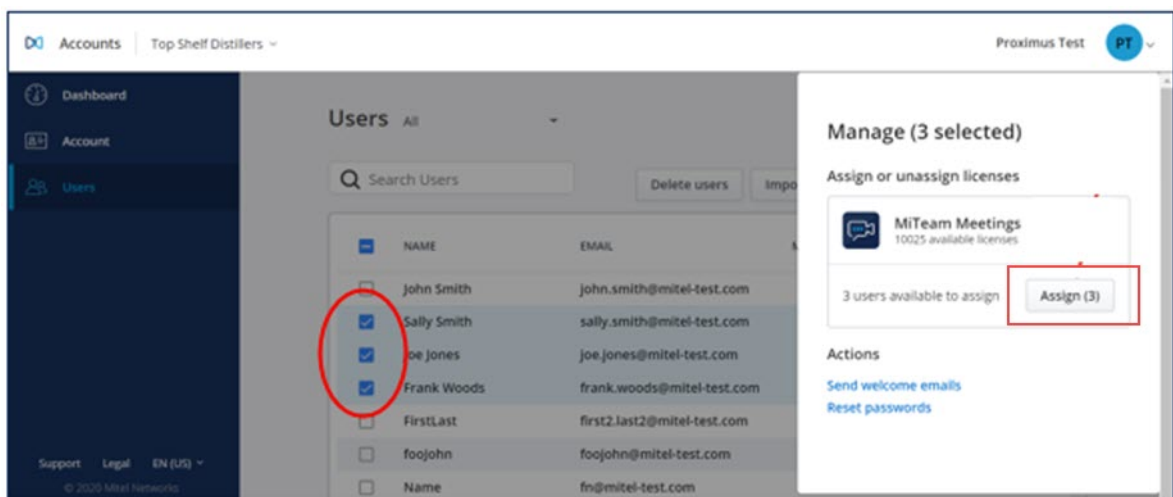 Accounts Top Shelf Distillers Proximus Test PT
Dashboard
Account
Users
Support Legal EN (US)
© 2020 Mitel Networks
Users All
Search Users Delete users
NAME EMAIL
John Smith john.smith@mitel-test.com
Sally Smith sally.smith@mitel-test.com
Joe Jones joe.jones@mitel-test.com
Frank Woods frank.woods@mitel-test.com
FirstLast first2.last2@mitel-test.com
foojohn foojohn@mitel-test.com
Name fn@mitel-test.com
Manage (3 selected)
Assign or unassign licenses
MiTeam Meetings
10025 available licenses
3 users available to assign Assign (3)
Actions
Send welcome emails
Reset passwords